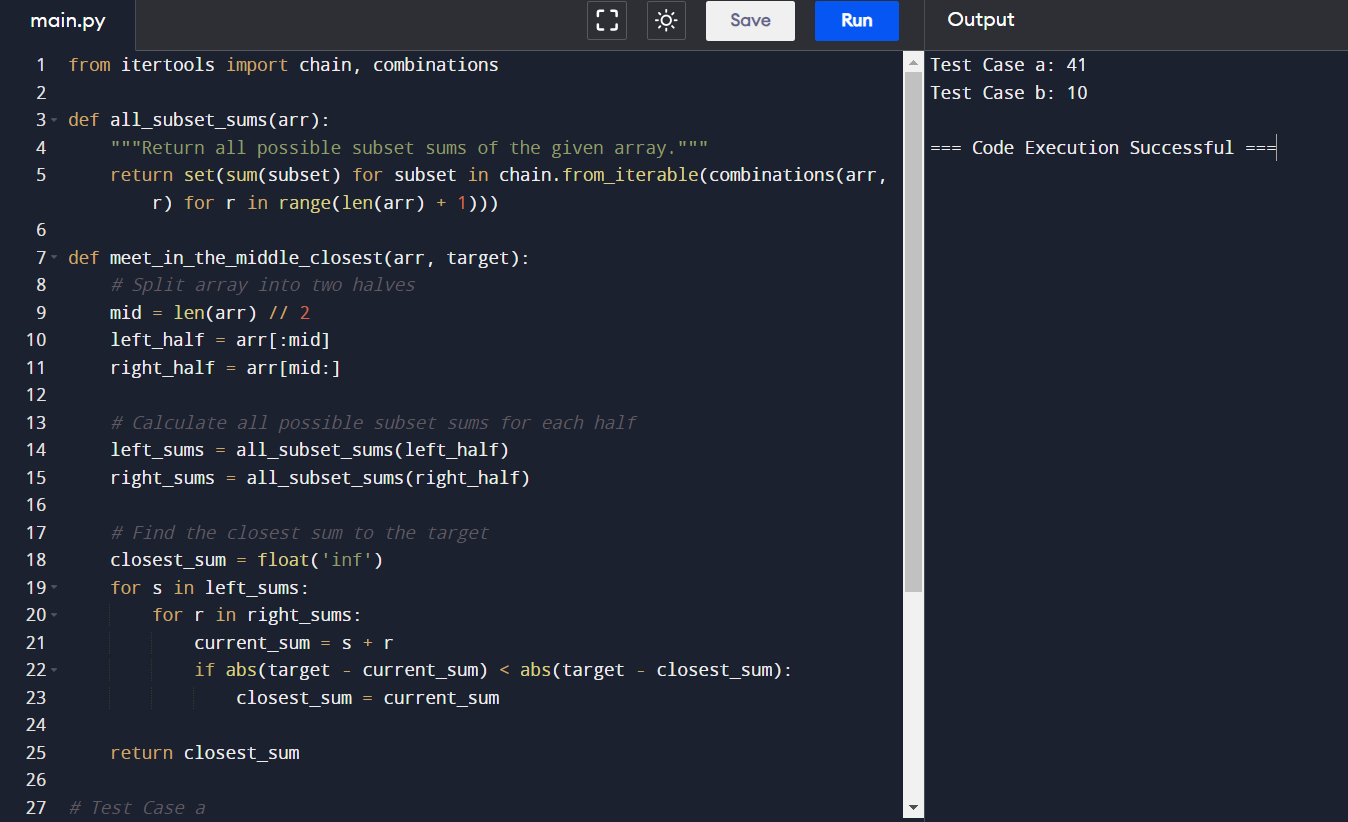 main.py
Save
Run
Output
1 from itertools import chain, combinations
2
3 def all_subset_sums(arr):
4     """Return all possible subset sums of the given array."""
5     return set(sum(subset) for subset in chain.from_iterable(combinations(arr,
        r) for r in range(len(arr) + 1)))
6
7 def meet_in_the_middle_closest(arr, target):
8     # Split array into two halves
9     mid = len(arr) // 2
10     left_half = arr[:mid]
11     right_half = arr[mid:]
12
13     # Calculate all possible subset sums for each half
14     left_sums = all_subset_sums(left_half)
15     right_sums = all_subset_sums(right_half)
16
17     # Find the closest sum to the target
18     closest_sum = float('inf')
19     for s in left_sums:
20         for r in right_sums:
21             current_sum = s + r
22             if abs(target - current_sum) < abs(target - closest_sum):
23                 closest_sum = current_sum
24
25     return closest_sum
26
27 # Test Case a
Test Case a: 41
Test Case b: 10
=== Code Execution Successful ===